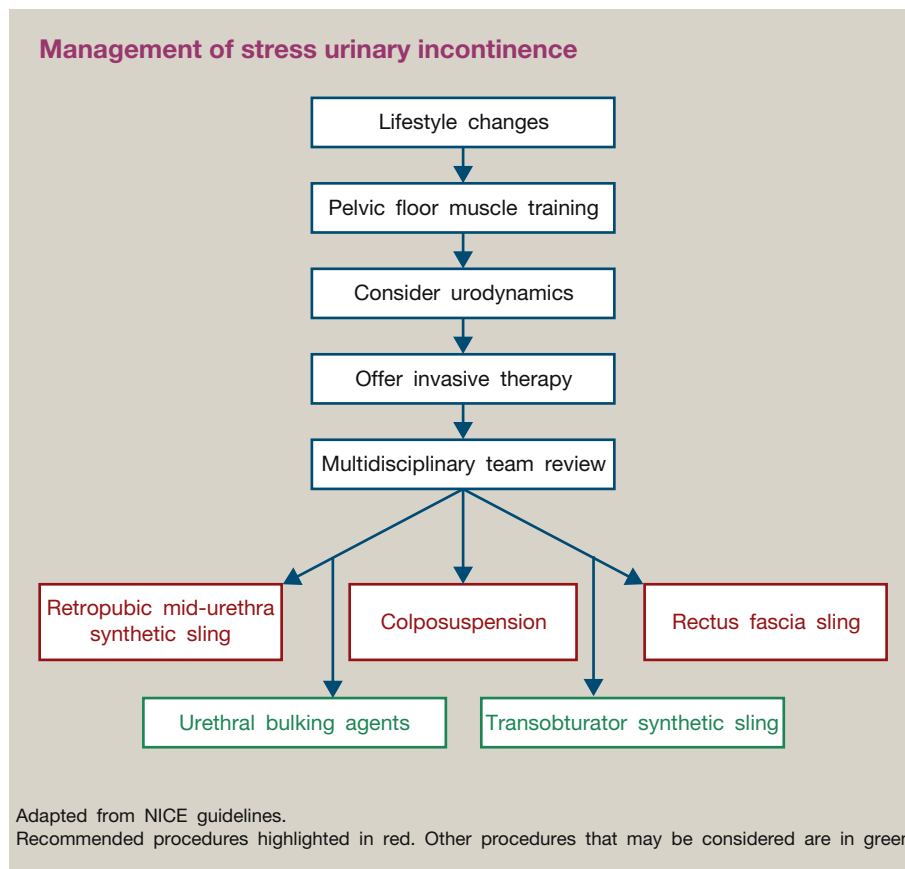 Management of stress urinary incontinence
Lifestyle changes
Pelvic floor muscle training
Consider urodynamics
Offer invasive therapy
Multidisciplinary team review
Retropubic mid-urethra
synthetic sling
Colposuspension
Rectus fascia sling
Urethral bulking agents
Transobturator synthetic sling
Adapted from NICE guidelines.
Recommended procedures highlighted in red. Other procedures that may be considered are in green